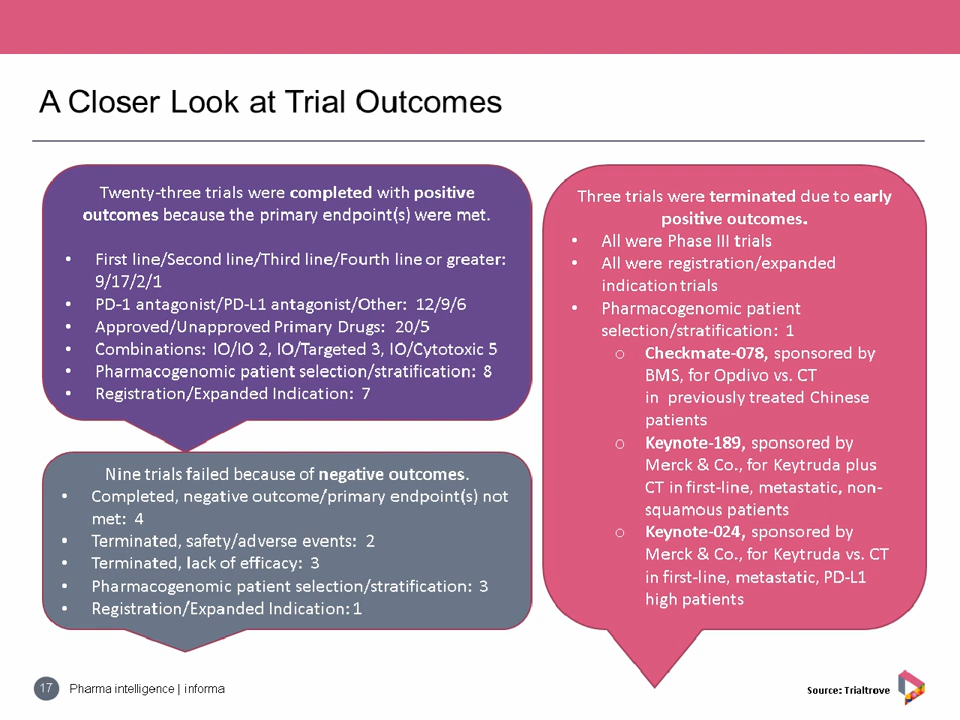 A Closer Look at Trial Outcomes
Twenty-three trials were completed with positive
outcomes because the primary endpoint(s) were met.
• First line/Second line/Third line/Fourth line or greater:
9/17/2/1
• PD-1 antagonist/PD-L1 antagonist/Other: 12/9/6
• Approved/Unapproved Primary Drugs: 20/5
• Combinations: IO/IO 2, IO/Targeted 3, IO/Cytotoxic 5
• Pharmacogenomic patient selection/stratification: 8
• Registration/Expanded Indication: 7
Nine trials failed because of negative outcomes.
• Completed, negative outcome/primary endpoint(s) not
met: 4
• Terminated, safety/adverse events: 2
• Terminated, lack of efficacy: 3
• Pharmacogenomic patient selection/stratification: 3
• Registration/Expanded Indication: 1
Three trials were terminated due to early
positive outcomes.
• All were Phase III trials
• All were registration/expanded
indication trials
• Pharmacogenomic patient
selection/stratification: 1
o Checkmate-078, sponsored by
BMS, for Opdivo vs. CT
in previously treated Chinese
patients
o Keynote-189, sponsored by
Merck & Co., for Keytruda plus
CT in first-line, metastatic, non-
squamous patients
o Keynote-024, sponsored by
Merck & Co., for Keytruda vs. CT
in first-line, metastatic, PD-L1
high patients
17 Pharma intelligence | informa
Source: Trialtrove